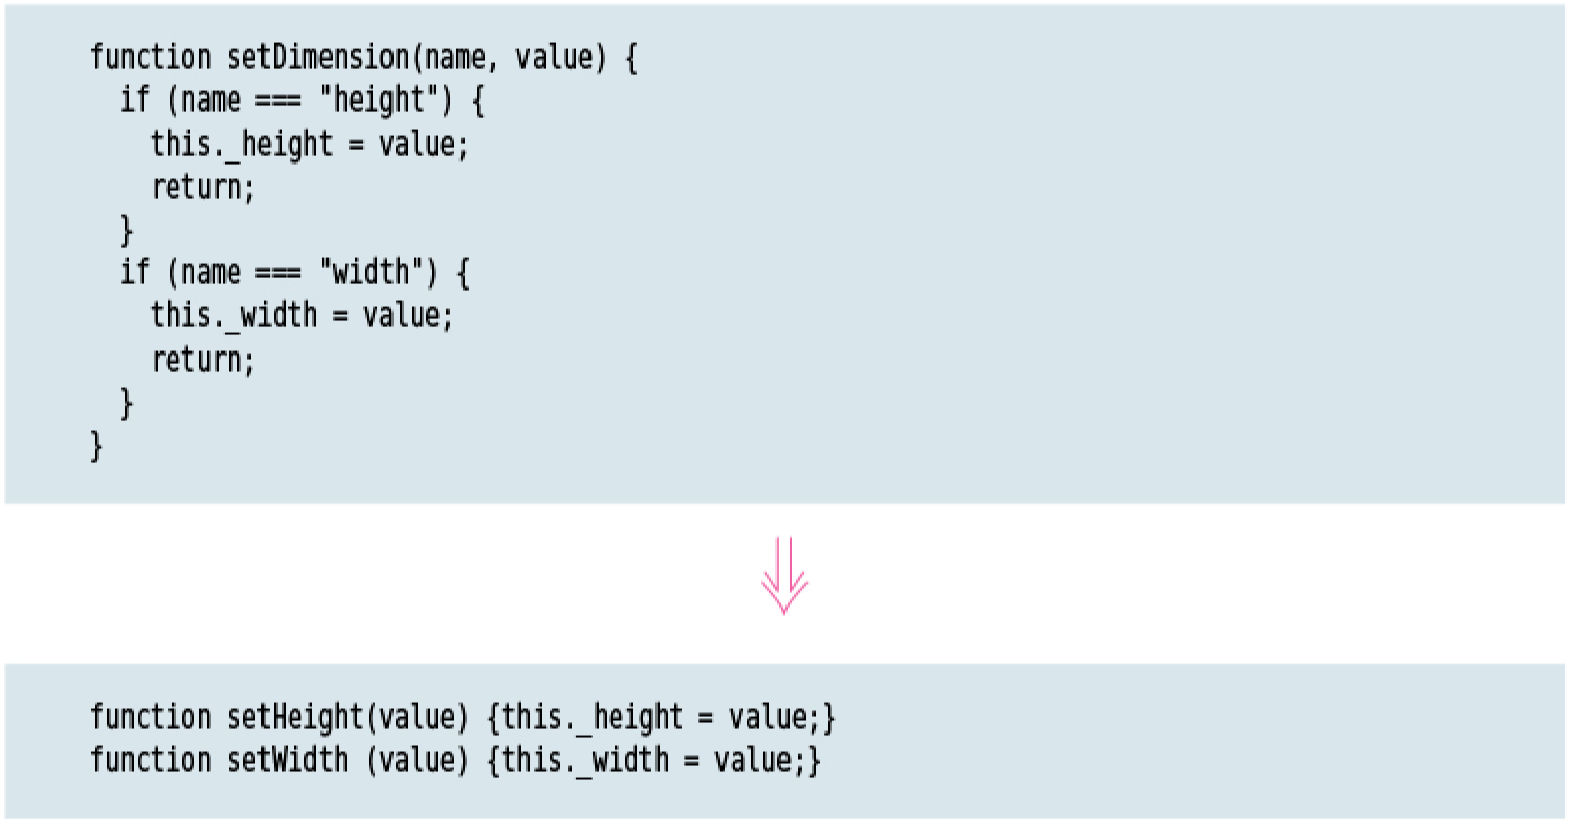 function setDimension(name, value) {
  if (name === "height") {
    this._height = value;
    return;
  }
  if (name === "width") {
    this._width = value;
    return;
  }
}
function setHeight(value) {this._height = value;}
function setWidth (value) {this._width = value;}